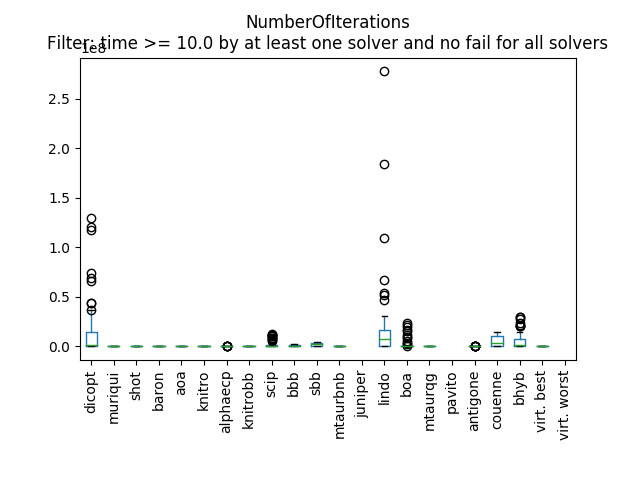 NumberOfIterations
Filter: time >= 10.0 by at least one solver and no fail for all solvers
1e8
2.5
2.0
1.5
1.0
0.5
0.0
dicopt
muriqui
shot
baron
aoa
knitro
alphaecp
knitrobb
scip
bbb
sbb
mtaurbnb
juniper
lindo
boa
mtaurqg
pavito
antigone
couenne
bhyb
virt. best
virt. worst